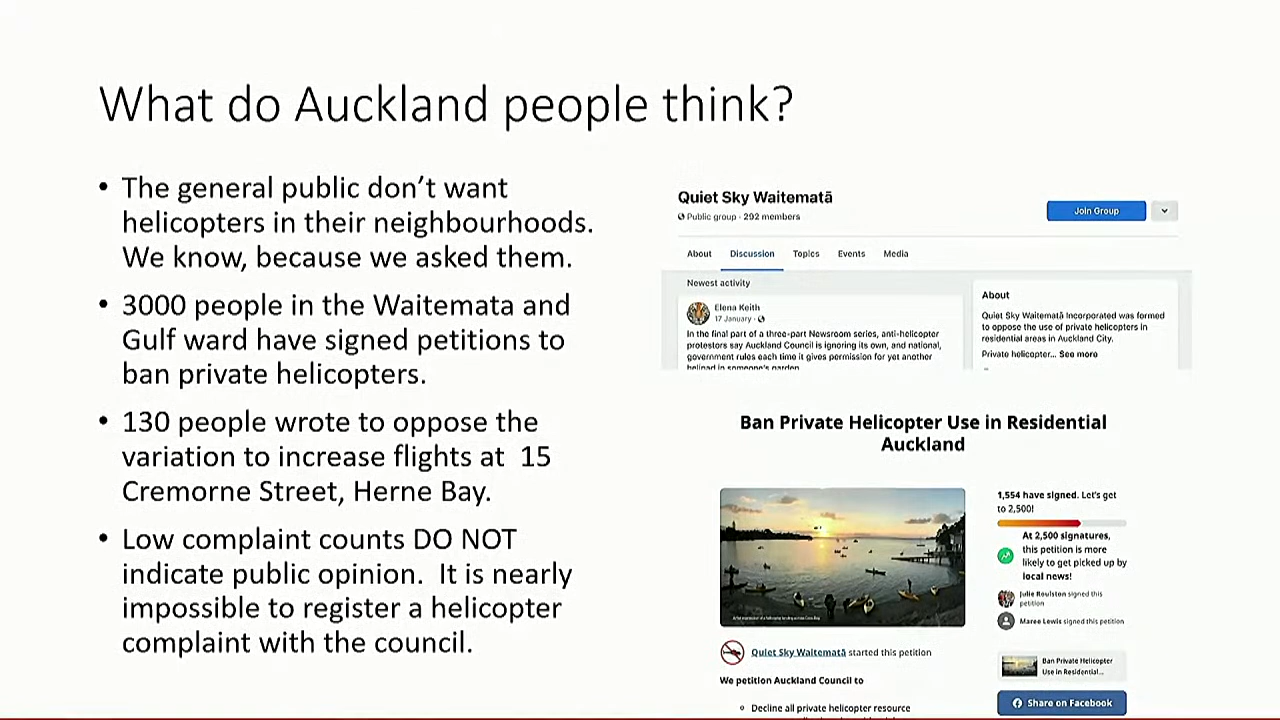 What do Auckland people think?
• The general public don't want
helicopters in their neighbourhoods.
We know, because we asked them.
• 3000 people in the Waitemata and
Gulf ward have signed petitions to
ban private helicopters.
• 130 people wrote to oppose the
variation to increase flights at 15
Cremorne Street, Herne Bay.
• Low complaint counts DO NOT
indicate public opinion. It is nearly
impossible to register a helicopter
complaint with the council.
Quiet Sky Waitematā
Public group · 292 members
Join Group
About Discussion Topics Events Media
Newest activity
Elena Keith
17 January ·
In the final part of a three-part Newsroom series, anti-helicopter
protestors say Auckland Council is ignoring its own, and national,
government rules each time it gives permission for yet another
helipad in someone's garden
About
Quiet Sky Waitematā Incorporated was formed
to oppose the use of private helicopters in
residential areas in Auckland City.
Private helicopter... See more
Ban Private Helicopter Use in Residential
Auckland
1,554 have signed. Let's get
to 2,500!
At 2,500 signatures,
this petition is more
likely to get picked up by
local news!
Julie Roulston signed this
petition
Maree Lewis signed this petition
Quiet Sky Waitematā started this petition
We petition Auckland Council to
Decline all private helicopter resource
Ban Private Helicopter
Use in Residential...
Share on Facebook